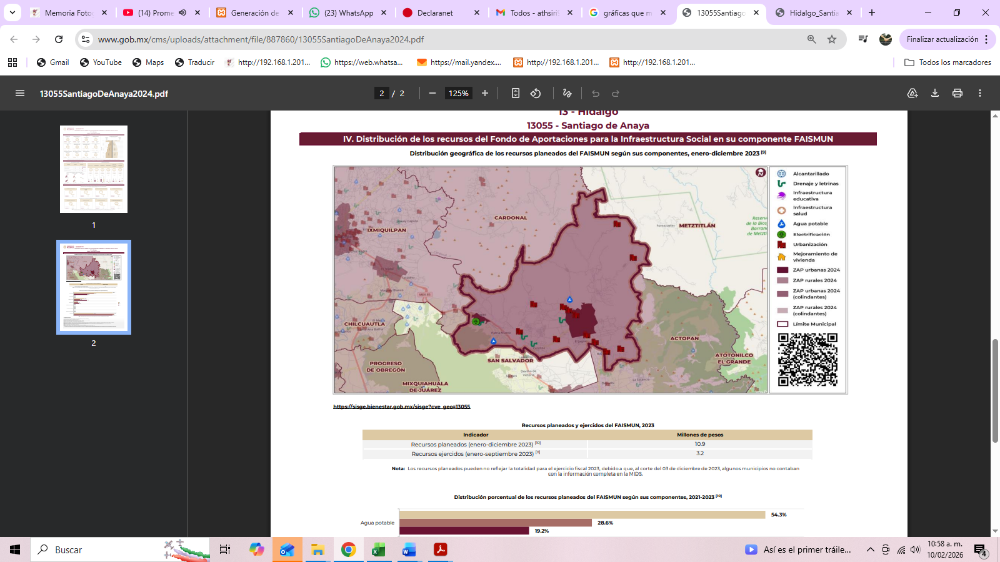 Memoria Foto
(14) Prome
Generación de
(23) WhatsApp
Declaranet
Todos - athsiri
gráficas que m
13055Santiago
Hidalgo_Santia
www.gob.mx/cms/uploads/attachment/file/887860/13055SantiagoDeAnaya2024.pdf
Finalizar actualización
Gmail
YouTube
Maps
Traducir
http://192.168.1.201...
https://web.whatsa...
https://mail.yandex....
http://192.168.1.201...
http://192.168.1.201...
Todos los marcadores
13055SantiagoDeAnaya2024.pdf
2 / 2
125%
1
2
13 - Hidalgo
13055 - Santiago de Anaya
IV. Distribución de los recursos del Fondo de Aportaciones para la Infraestructura Social en su componente FAISMUN
Distribución geográfica de los recursos planeados del FAISMUN según sus componentes, enero-diciembre 2023 [9]
CARDONAL
IXMIQUILPAN
METZTITLÁN
Reserv
de la Bios
Barran
de Metzti
MEX 85
CHILCUAUTLA
ACTOPAN
SAN SALVADOR
ATOTONILCO
EL GRANDE
PROGRESO
DE OBREGÓN
MIXQUIAHUALA
DE JUÁREZ
Alcantarillado
Drenaje y letrinas
Infraestructura
educativa
Infraestructura
salud
Agua potable
Electrificación
Urbanización
Mejoramiento de
vivienda
ZAP urbanas 2024
ZAP rurales 2024
ZAP urbanas 2024
(colindantes)
ZAP rurales 2024
(colindantes)
Límite Municipal
https://sisge.bienestar.gob.mx/sisge?cve_geo=13055
Recursos planeados y ejercidos del FAISMUN, 2023
Indicador
Millones de pesos
Recursos planeados (enero-diciembre 2023) [10]
10.9
Recursos ejercidos (enero-septiembre 2023) [11]
3.2
Nota: Los recursos planeados pueden no reflejar la totalidad para el ejercicio fiscal 2023, debido a que, al corte del 03 de diciembre de 2023, algunos municipios no contaban
con la información completa en la MIDS.
Distribución porcentual de los recursos planeados del FAISMUN según sus componentes, 2021-2023 [10]
Agua potable
54.3%
28.6%
19.2%
Buscar
Así es el primer tráile...
10:58 a. m.
10/02/2026
4